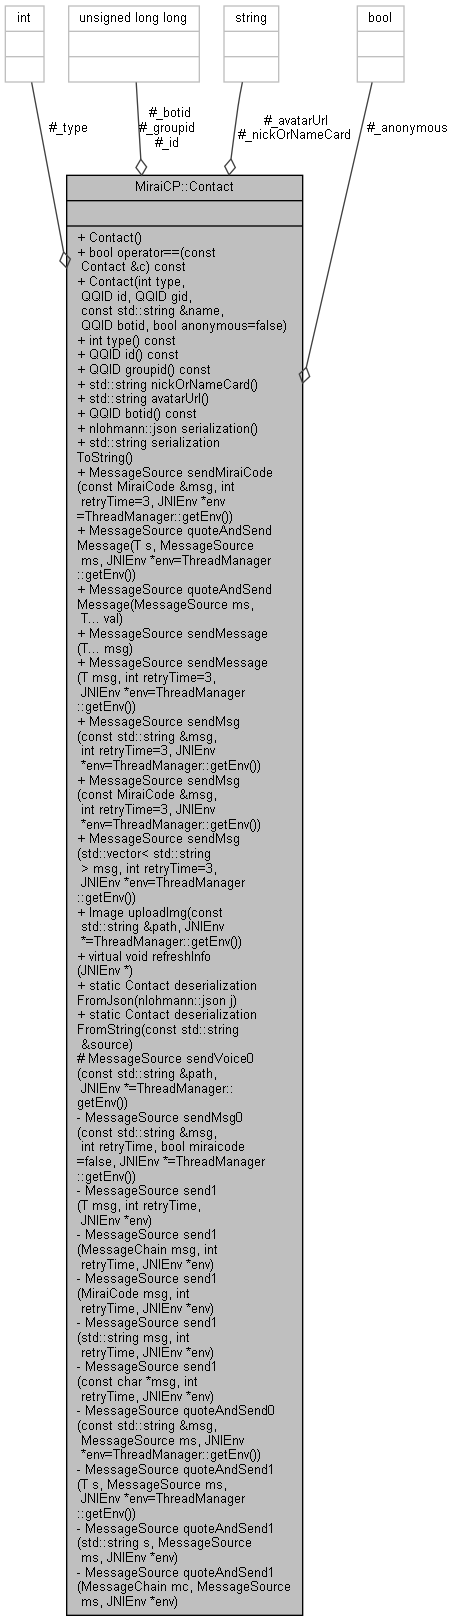 int
unsigned long long
string
bool
#_type
#_botid
#_groupid
#_id
#_avatarUrl
#_nickOrNameCard
#_anonymous
MiraiCP::Contact
+ Contact()
+ bool operator==(const
Contact &c) const
+ Contact(int type,
QQID id, QQID gid,
const std::string &name,
QQID botid, bool anonymous=false)
+ int type() const
+ QQID id() const
+ QQID groupid() const
+ std::string nickOrNameCard()
+ std::string avatarUrl()
+ QQID botid() const
+ nlohmann::json serialization()
+ std::string serialization
ToString()
+ MessageSource sendMiraiCode
(const MiraiCode &msg, int
retryTime=3, JNIEnv *env
=ThreadManager::getEnv())
+ MessageSource quoteAndSend
Message(T s, MessageSource
ms, JNIEnv *env=ThreadManager
::getEnv())
+ MessageSource quoteAndSend
Message(MessageSource ms,
T... val)
+ MessageSource sendMessage
(T... msg)
+ MessageSource sendMessage
(T msg, int retryTime=3,
JNIEnv *env=ThreadManager
::getEnv())
+ MessageSource sendMsg
(const std::string &msg,
int retryTime=3, JNIEnv
*env=ThreadManager::getEnv())
+ MessageSource sendMsg
(const MiraiCode &msg,
int retryTime=3, JNIEnv
*env=ThreadManager::getEnv())
+ MessageSource sendMsg
(std::vector< std::string
> msg, int retryTime=3,
JNIEnv *env=ThreadManager
::getEnv())
+ Image uploadImg(const
std::string &path, JNIEnv
*=ThreadManager::getEnv())
+ virtual void refreshInfo
(JNIEnv *)
+ static Contact deserialization
FromJson(nlohmann::json j)
+ static Contact deserialization
FromString(const std::string
&source)
# MessageSource sendVoice0
(const std::string &path,
JNIEnv *=ThreadManager::
getEnv())
- MessageSource sendMsg0
(const std::string &msg,
int retryTime, bool miraicode
=false, JNIEnv *=ThreadManager
::getEnv())
- MessageSource send1
(T msg, int retryTime,
JNIEnv *env)
- MessageSource send1
(MessageChain msg, int
retryTime, JNIEnv *env)
- MessageSource send1
(MiraiCode msg, int
retryTime, JNIEnv *env)
- MessageSource send1
(std::string msg, int
retryTime, JNIEnv *env)
- MessageSource send1
(const char *msg, int
retryTime, JNIEnv *env)
- MessageSource quoteAndSend0
(const std::string &msg,
MessageSource ms, JNIEnv
*env=ThreadManager::getEnv())
- MessageSource quoteAndSend1
(T s, MessageSource ms,
JNIEnv *env=ThreadManager
::getEnv())
- MessageSource quoteAndSend1
(std::string s, MessageSource
ms, JNIEnv *env)
- MessageSource quoteAndSend1
(MessageChain mc, MessageSource
ms, JNIEnv *env)